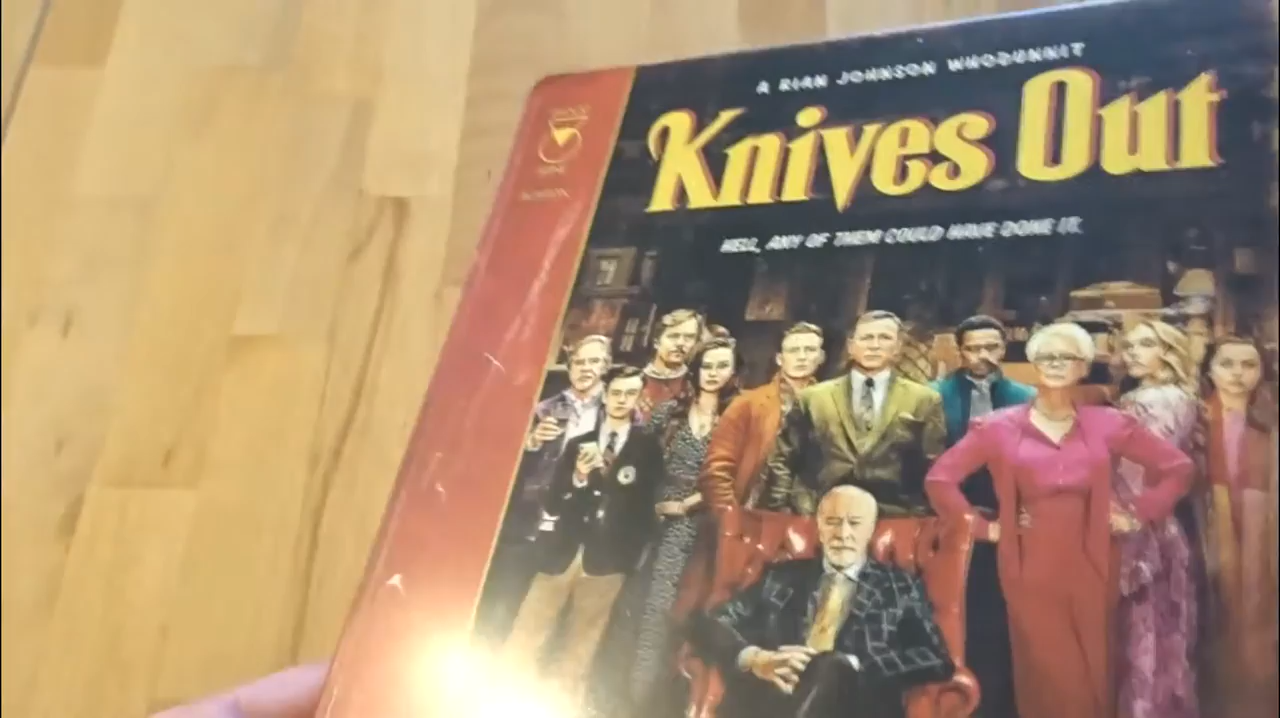 A RIAN JOHNSON WHODUNNIT
Knives Out
HELL, ANY OF THEM COULD HAVE DONE IT.